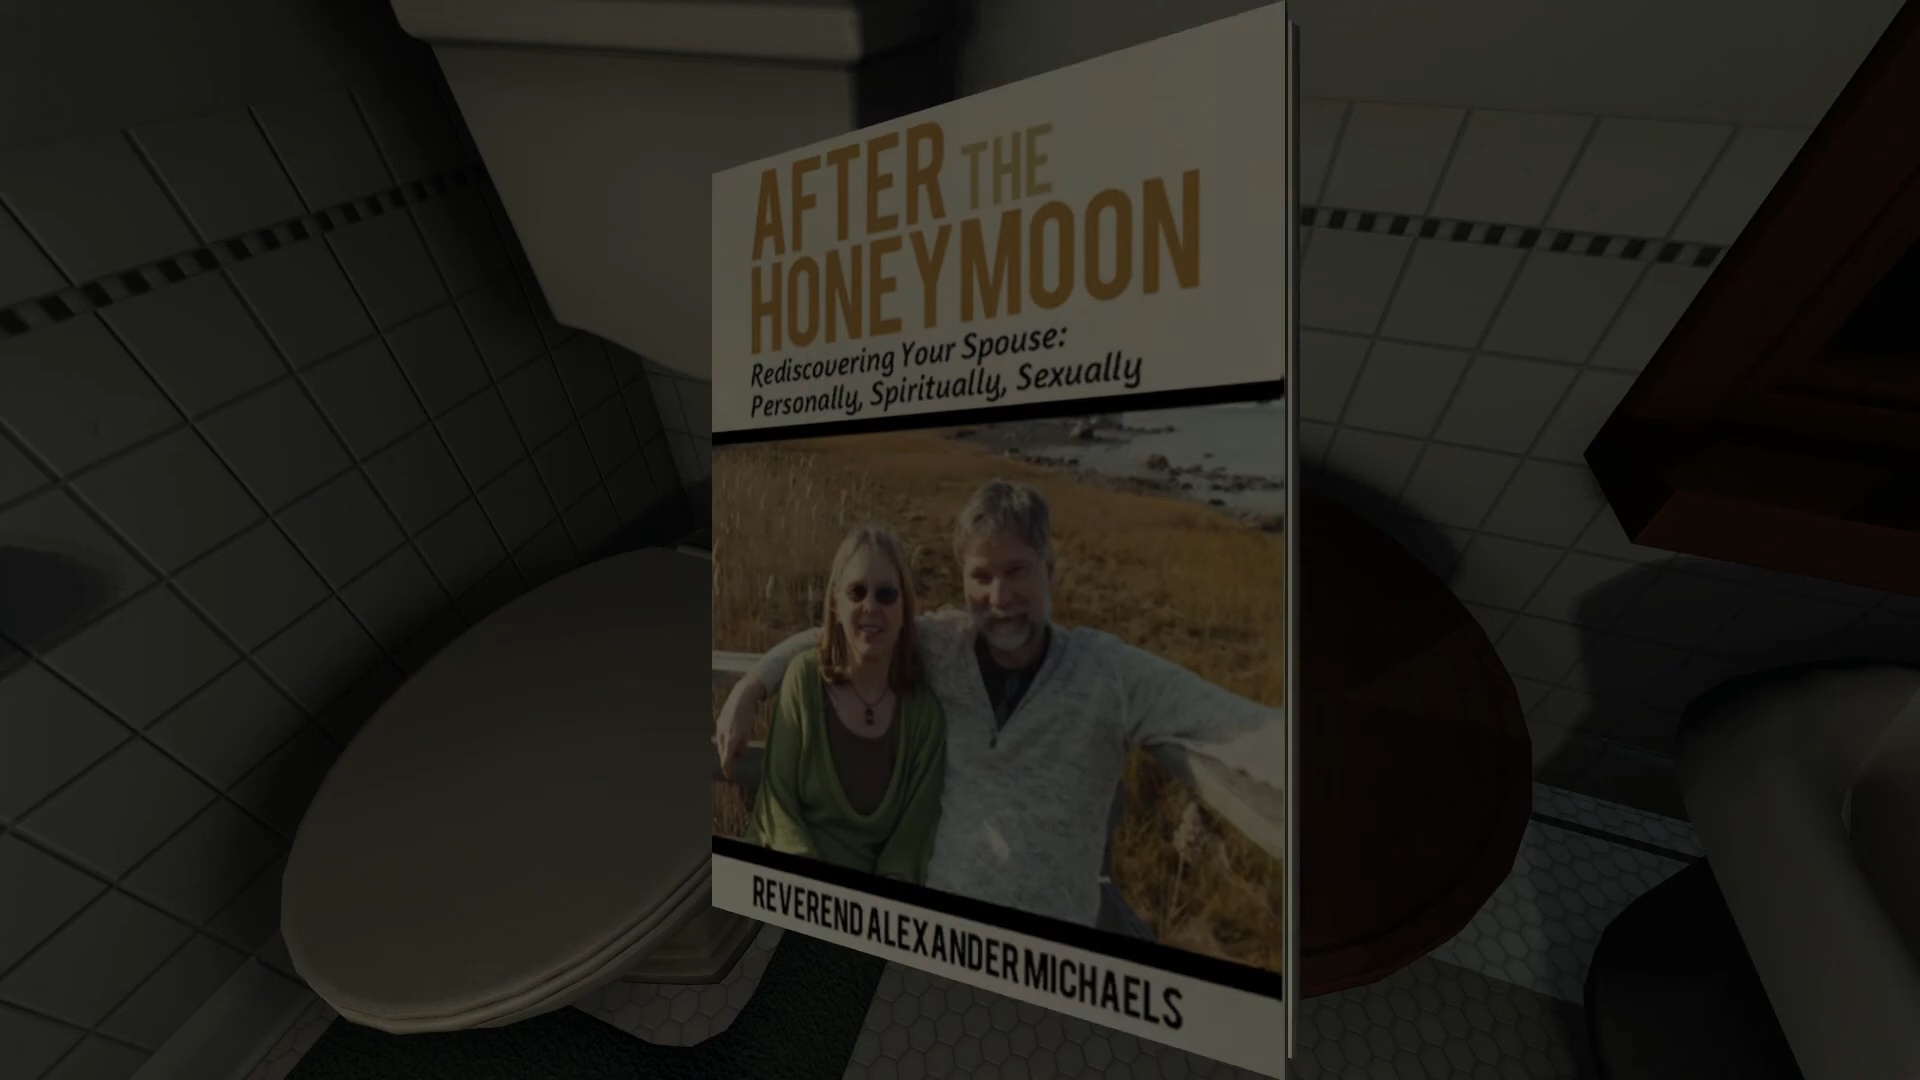 AFTER THE
HONEYMOON
Rediscovering Your Spouse:
Personally, Spiritually, Sexually
REVEREND ALEXANDER MICHAELS